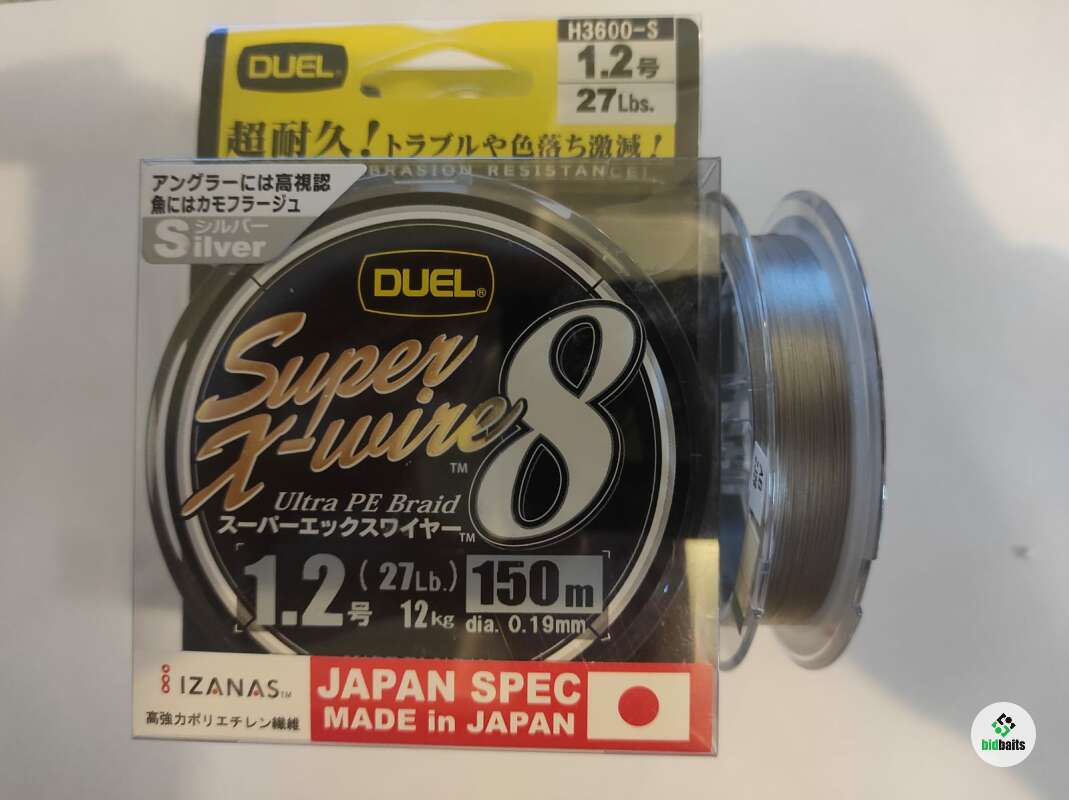 DUEL®
H3600-S
1.2号
27Lbs.
超耐久! トラブルや色落ち激減!
BRASION RESISTANCE!
アングラーには高視認
魚にはカモフラージュ
シルバー
Silver
DUEL®
Super
X-wire 8
TM
Ultra PE Braid
スーパーエックスワイヤー TM
1.2号 (27Lb.) 12kg
150m
dia. 0.19mm
IZANAS TM
高強力ポリエチレン繊維
JAPAN SPEC
MADE in JAPAN
bidbaits